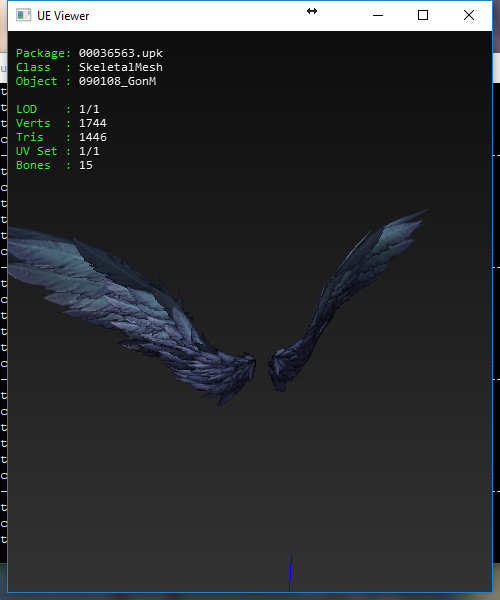 UE Viewer
Package: 00036563.upk
Class : SkeletalMesh
Object : 090108_GonM
LOD : 1/1
Verts : 1744
Tris : 1446
UV Set : 1/1
Bones : 15